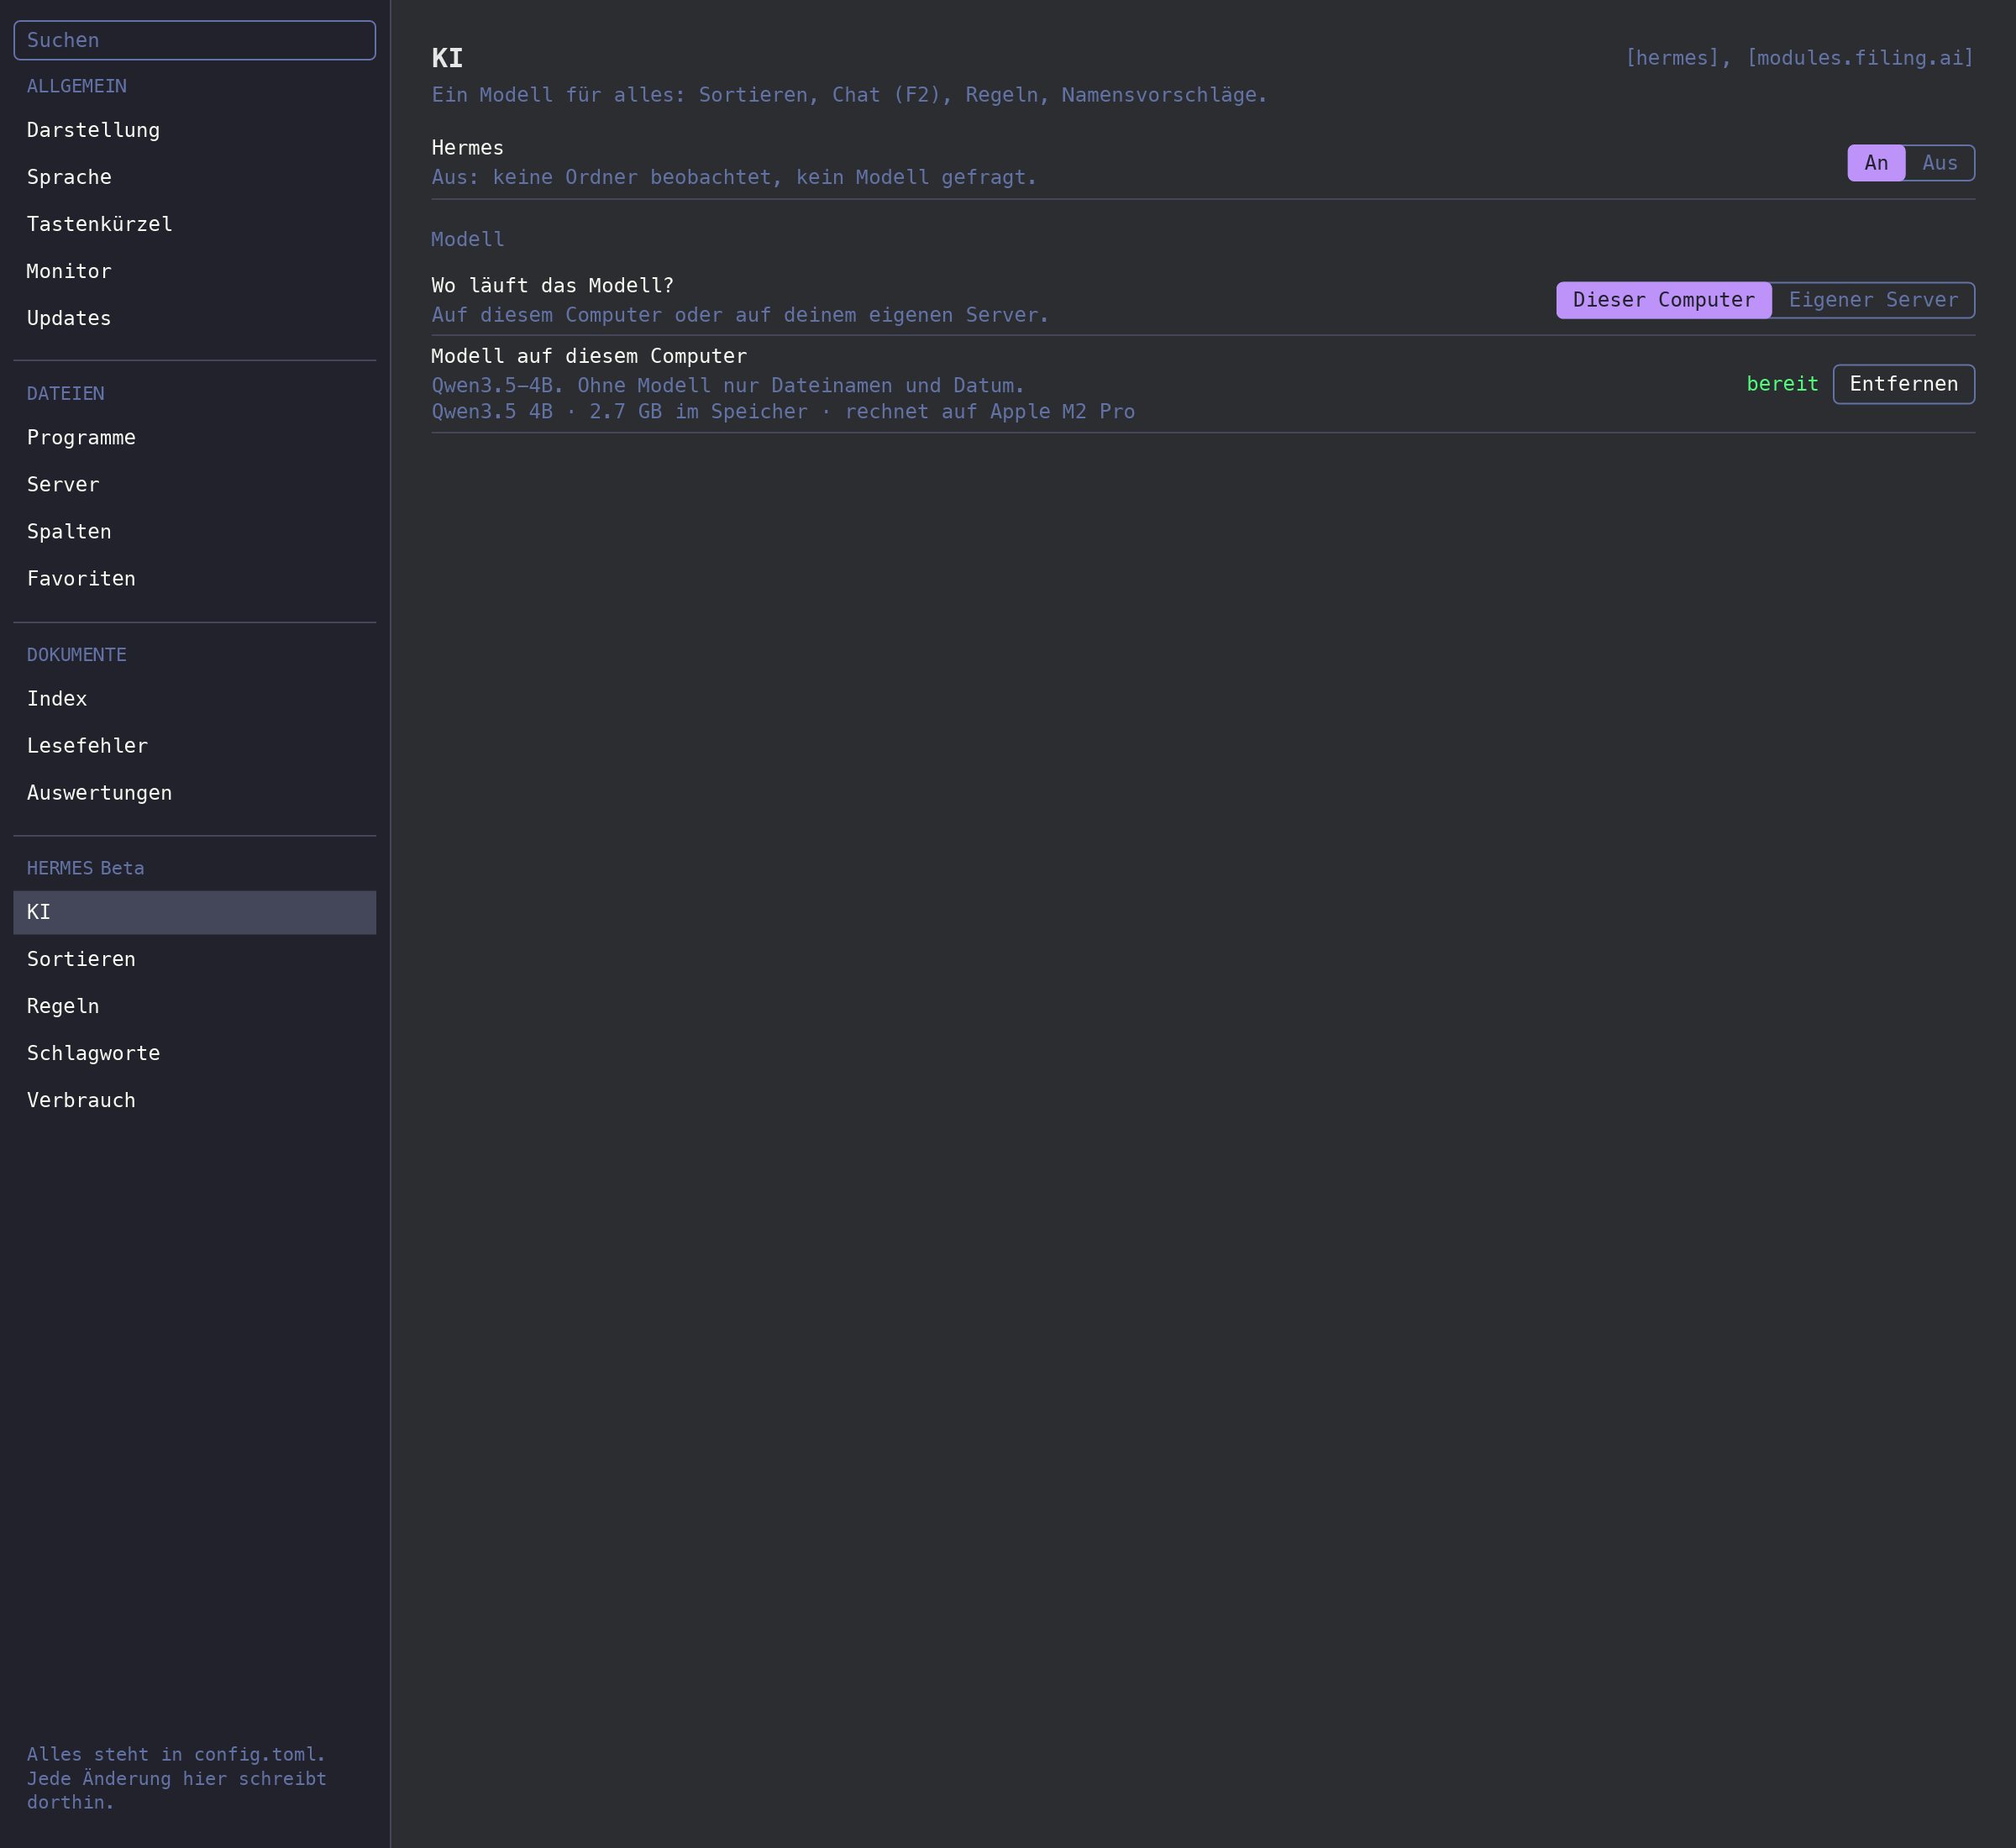 Suchen
ALLGEMEIN
Darstellung
Sprache
Tastenkürzel
Monitor
Updates
DATEIEN
Programme
Server
Spalten
Favoriten
DOKUMENTE
Index
Lesefehler
Auswertungen
HERMES Beta
KI
Sortieren
Regeln
Schlagworte
Verbrauch
Alles steht in config.toml.
Jede Änderung hier schreibt
dorthin.
KI
[hermes], [modules.filing.ai]
Ein Modell für alles: Sortieren, Chat (F2), Regeln, Namensvorschläge.
Hermes
Aus: keine Ordner beobachtet, kein Modell gefragt.
An Aus
Modell
Wo läuft das Modell?
Auf diesem Computer oder auf deinem eigenen Server.
Dieser Computer Eigener Server
Modell auf diesem Computer
Qwen3.5–4B. Ohne Modell nur Dateinamen und Datum.
Qwen3.5 4B · 2.7 GB im Speicher · rechnet auf Apple M2 Pro
bereit Entfernen